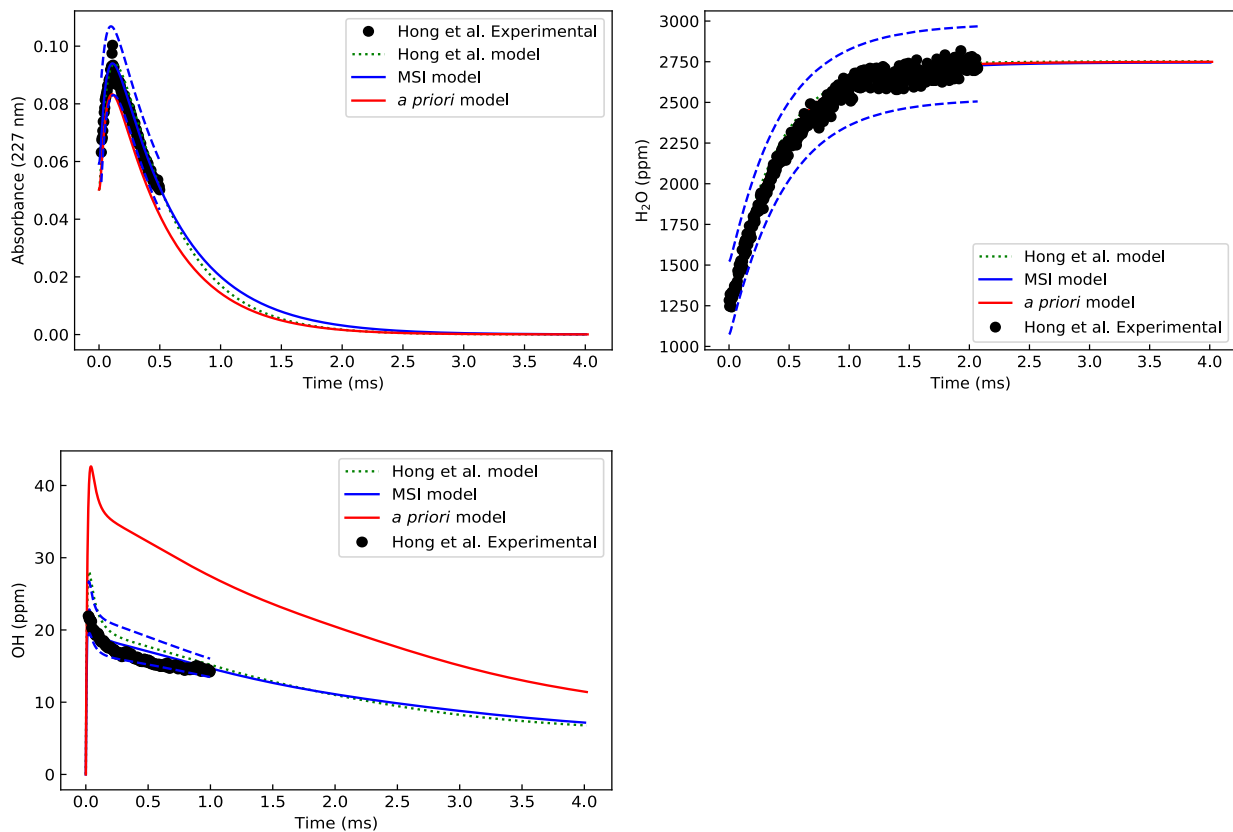 0.10
0.08
0.06
0.04
0.02
0.00
Absorbance (227 nm)
Hong et al. Experimental
Hong et al. model
MSI model
a priori model
0.0 0.5 1.0 1.5 2.0 2.5 3.0 3.5 4.0
Time (ms)
3000
2750
2500
2250
2000
1750
1500
1250
1000
H₂O (ppm)
Hong et al. model
MSI model
a priori model
Hong et al. Experimental
0.0 0.5 1.0 1.5 2.0 2.5 3.0 3.5 4.0
Time (ms)
40
30
20
10
0
OH (ppm)
Hong et al. model
MSI model
a priori model
Hong et al. Experimental
0.0 0.5 1.0 1.5 2.0 2.5 3.0 3.5 4.0
Time (ms)